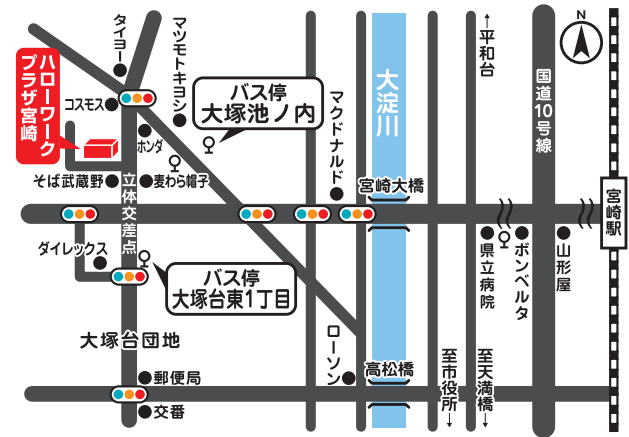 タイヨー
マツモトキヨシ
ハローワーク
プラザ宮崎
コスモス
ホンダ
そば武蔵野
麦わら帽子
立体交差点
バス停
大塚池ノ内
マクドナルド
大淀川
宮崎大橋
↑平和台
国道10号線
N
宮崎駅
ダイレックス
バス停
大塚台東1丁目
県立病院
ボンベルタ
山形屋
大塚台団地
ローソン
高松橋
至市役所↓
至天満橋↓
郵便局
交番